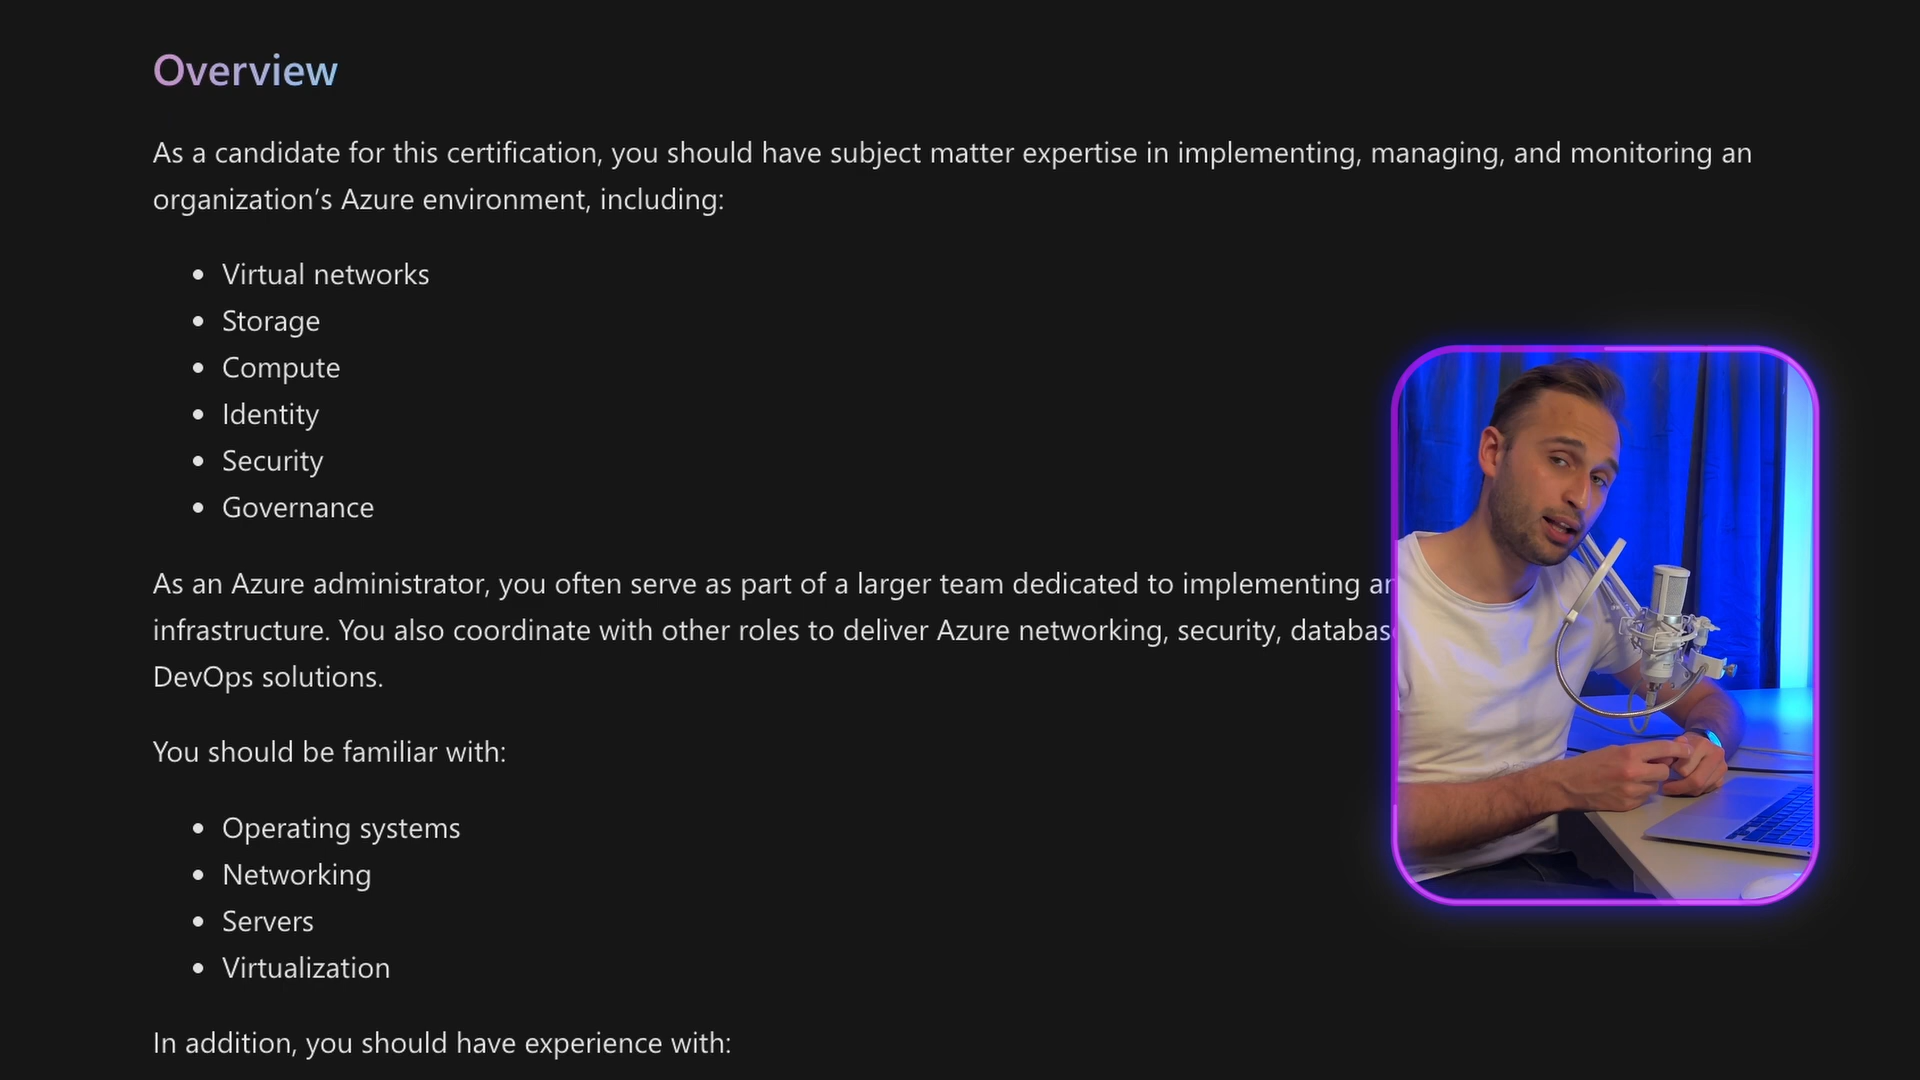 Overview
As a candidate for this certification, you should have subject matter expertise in implementing, managing, and monitoring an
organization’s Azure environment, including:
• Virtual networks
• Storage
• Compute
• Identity
• Security
• Governance
As an Azure administrator, you often serve as part of a larger team dedicated to implementing
infrastructure. You also coordinate with other roles to deliver Azure networking, security,
DevOps solutions.
You should be familiar with:
• Operating systems
• Networking
• Servers
• Virtualization
In addition, you should have experience with: